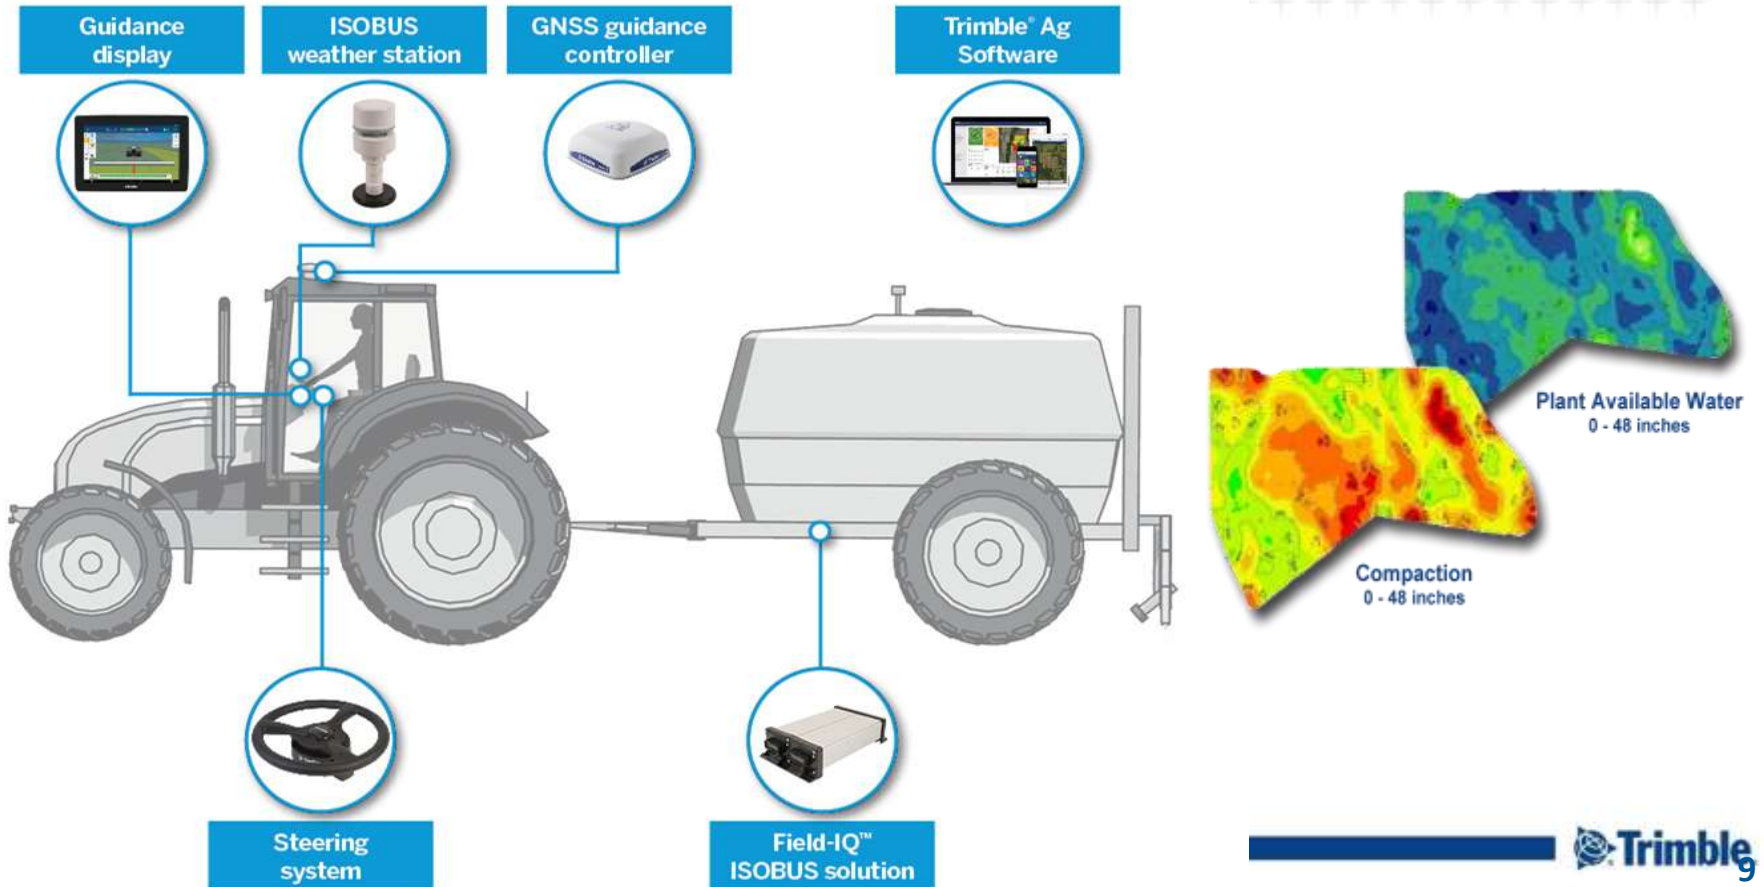 Guidance
display
ISOBUS
weather station
GNSS guidance
controller
Trimble® Ag
Software
Plant Available Water
0 - 48 inches
Compaction
0 - 48 inches
Steering
system
Field-IQ™
ISOBUS solution
Trimble
9